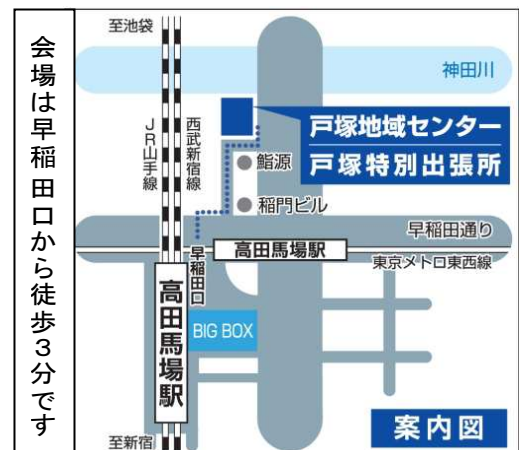 会場は早稲田口から徒歩3分です
至池袋
神田川
JR山手線
西武新宿線
戸塚地域センター
戸塚特別出張所
鮨源
稲門ビル
早稲田通り
早稲田口
高田馬場駅
東京メトロ東西線
高田馬場駅
BIG BOX
案内図
至新宿